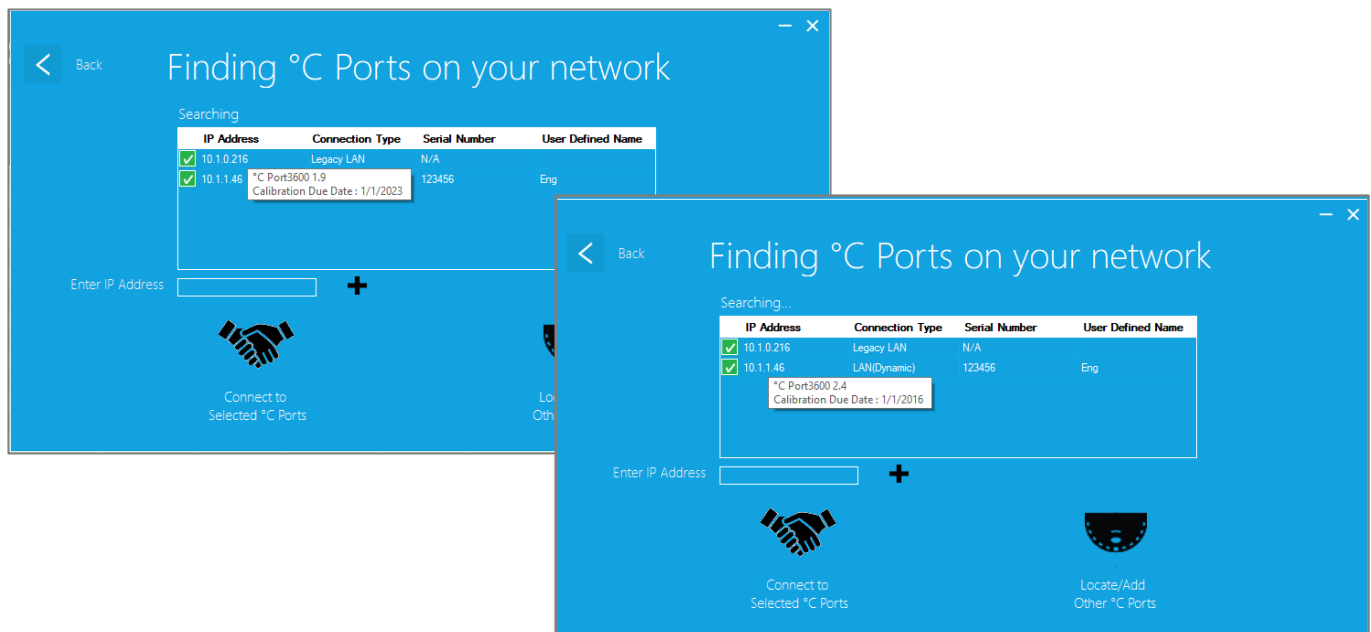 Back
Finding °C Ports on your network
Searching
IP Address Connection Type Serial Number User Defined Name
10.1.0.216 Legacy LAN N/A
10.1.1.46 123456 Eng
°C Port3600 1.9
Calibration Due Date : 1/1/2023
Enter IP Address
Connect to
Selected °C Ports
Back
Finding °C Ports on your network
Searching...
IP Address Connection Type Serial Number User Defined Name
10.1.0.216 Legacy LAN N/A
10.1.1.46 LAN(Dynamic) 123456 Eng
°C Port3600 2.4
Calibration Due Date : 1/1/2016
Enter IP Address
Connect to
Selected °C Ports
Locate/Add
Other °C Ports